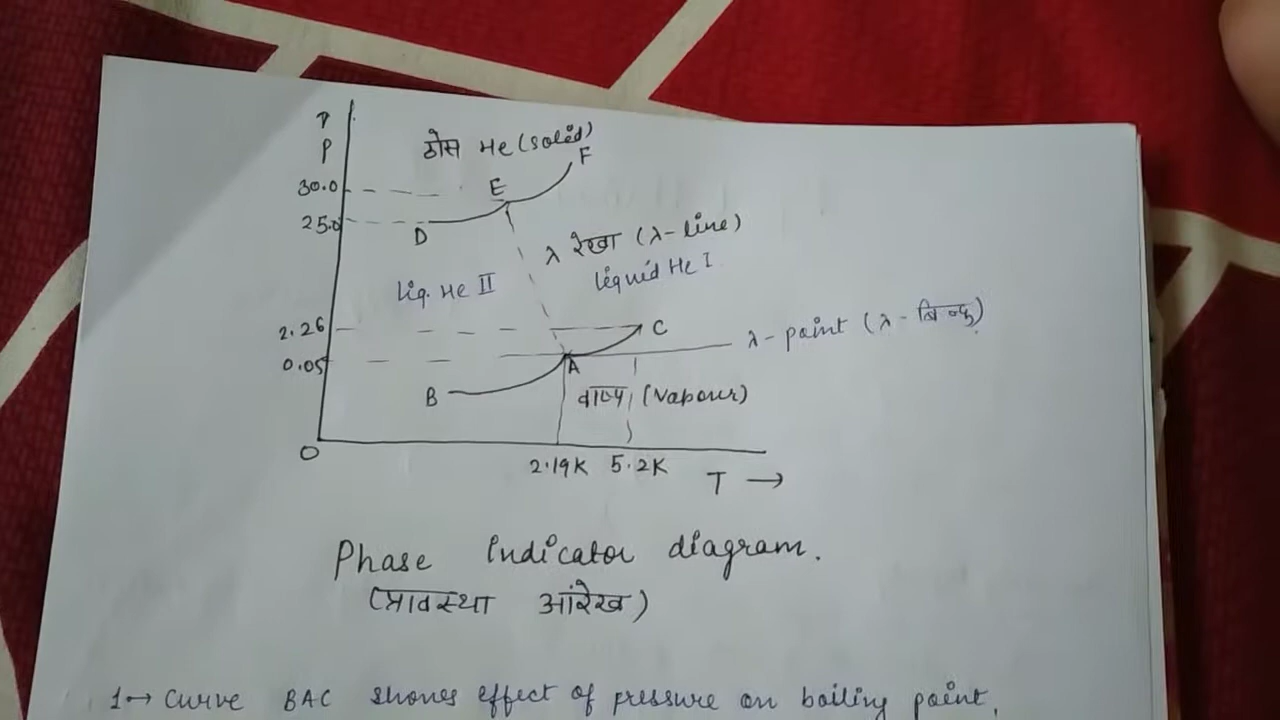 P
ठोस He (solid)
F
30.0
E
25.0
D
λ रेखा (λ-line)
Liq. He II
liquid He I
2.26
C
λ-point (λ-बिन्दु)
0.05
A
B
वाष्प (Vapour)
O
2.19K 5.2K
T →
Phase Indicator diagram.
(प्रावस्था आंरेख)
1→ Curve BAC shows effect of pressure on boiling point,